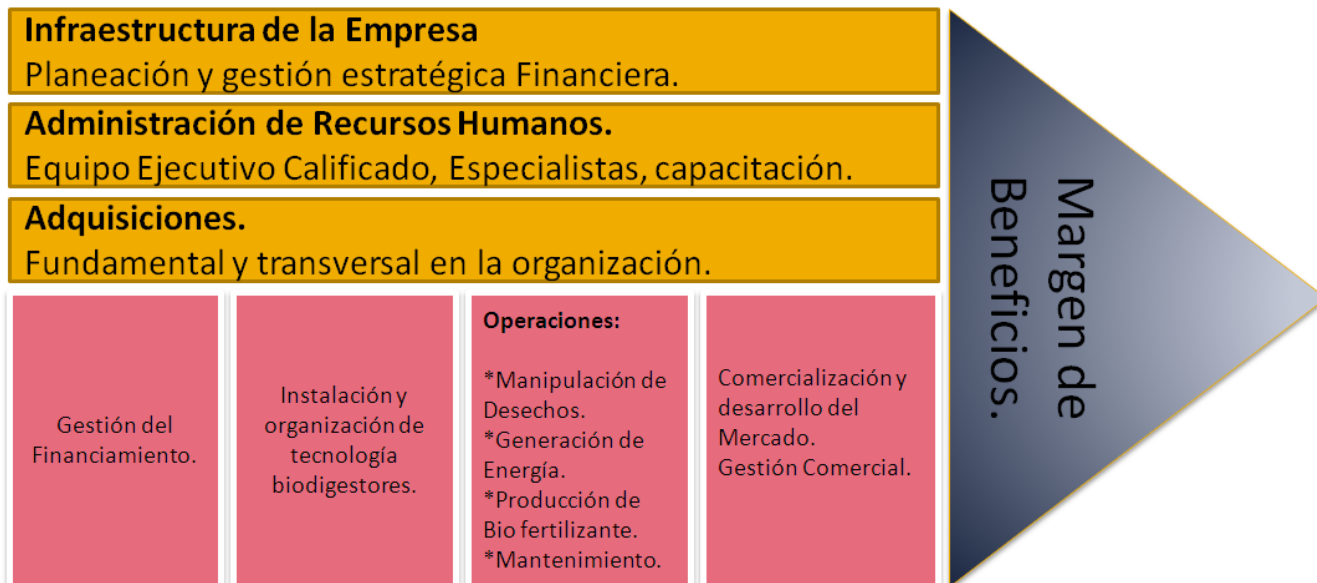 Infraestructura de la Empresa
Planeación y gestión estratégica Financiera.
Administración de Recursos Humanos.
Equipo Ejecutivo Calificado, Especialistas, capacitación.
Adquisiciones.
Fundamental y transversal en la organización.
Gestión del
Financiamiento.
Instalación y
organización de
tecnología
biodigestores.
Operaciones:
*Manipulación de
Desechos.
*Generación de
Energía.
*Producción de
Bio fertilizante.
*Mantenimiento.
Comercialización y
desarrollo del
Mercado.
Gestión Comercial.
Margen de
Beneficios.